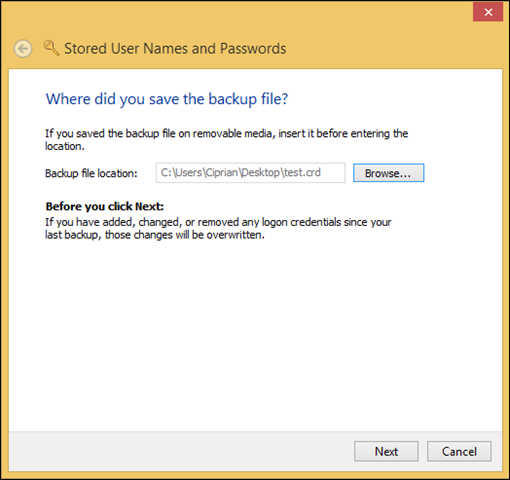 Stored User Names and Passwords
Where did you save the backup file?
If you saved the backup file on removable media, insert it before entering the
location.
Backup file location: C:\Users\Ciprian\Desktop\test.crd Browse...
Before you click Next:
If you have added, changed, or removed any logon credentials since your
last backup, those changes will be overwritten.
Next Cancel